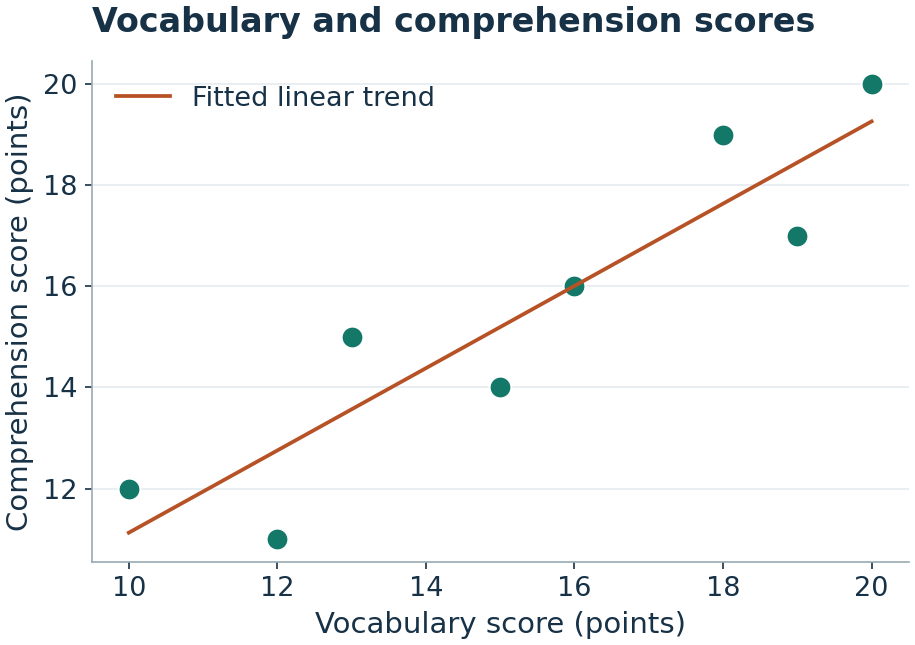 Vocabulary and comprehension scores
Fitted linear trend
Comprehension score (points)
20
18
16
14
12
10 12 14 16 18 20
Vocabulary score (points)